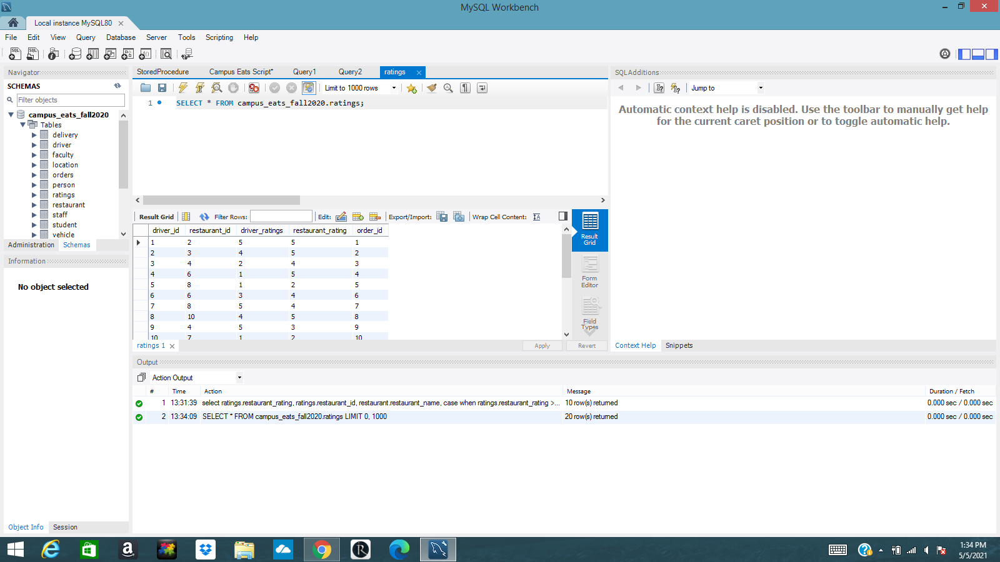 MySQL Workbench
Local instance MySQL80
File Edit View Query Database Server Tools Scripting Help
Navigator
SCHEMAS
Filter objects
campus_eats_fall2020
Tables
delivery
driver
faculty
location
orders
person
ratings
restaurant
staff
student
vehicle
Administration Schemas
Information
No object selected
Object Info Session
StoredProcedure Campus Eats Script* Query1 Query2 ratings
Limit to 1000 rows
1 SELECT * FROM campus_eats_fall2020.ratings;
Result Grid Filter Rows: Edit: Export/Import: Wrap Cell Content:
driver_id restaurant_id driver_ratings restaurant_rating order_id
1 2 5 5 1
2 3 4 5 2
3 4 2 4 3
4 6 1 5 4
5 8 1 2 5
6 6 3 4 6
7 8 5 4 7
8 10 4 5 8
9 4 5 3 9
10 7 1 2 10
Result
Grid
Form
Editor
Field
Types
ratings 1 Apply Revert
SQLAdditions
Jump to
Automatic context help is disabled. Use the toolbar to manually get help
for the current caret position or to toggle automatic help.
Context Help Snippets
Output
Action Output
# Time Action Message Duration / Fetch
1 13:31:39 select ratings.restaurant_rating, ratings.restaurant_id, restaurant.restaurant_name, case when ratings.restaurant_rating >... 10 row(s) returned 0.000 sec / 0.000 sec
2 13:34:09 SELECT * FROM campus_eats_fall2020.ratings LIMIT 0, 1000 20 row(s) returned 0.000 sec / 0.000 sec
1:34 PM
5/5/2021